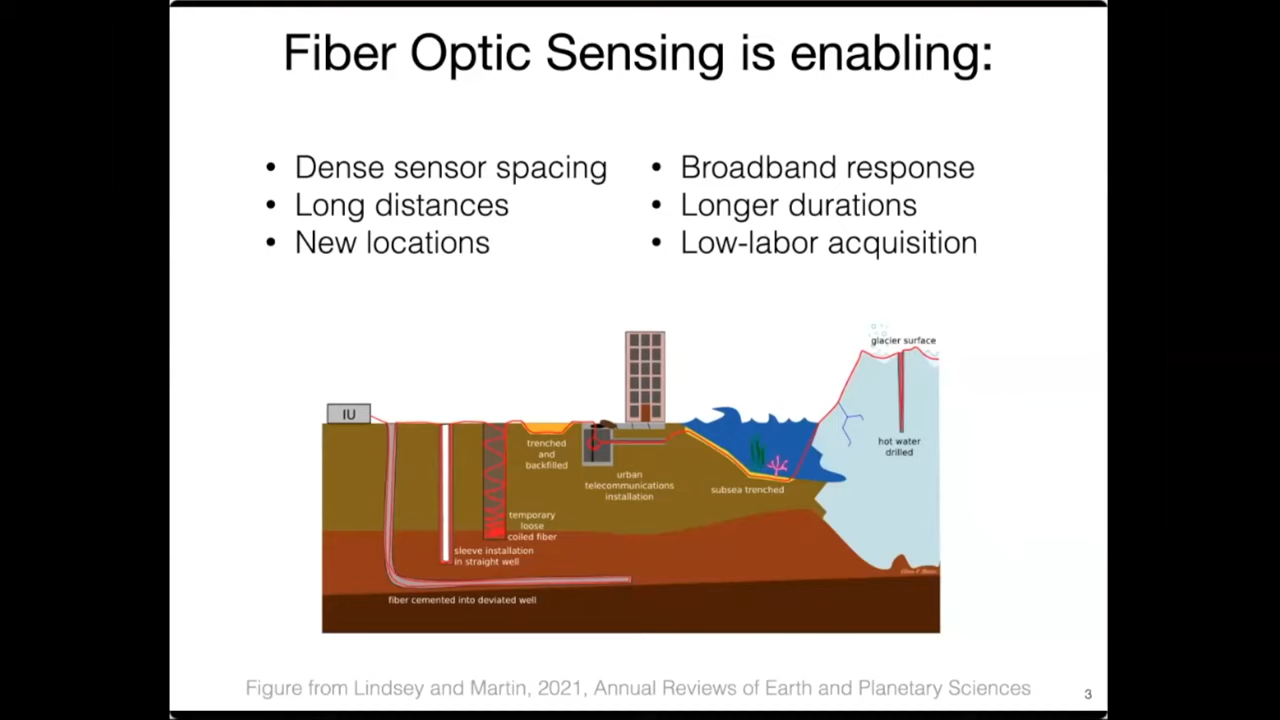 Fiber Optic Sensing is enabling:
• Dense sensor spacing
• Long distances
• New locations
• Broadband response
• Longer durations
• Low-labor acquisition
glacier surface
IU
hot water
drilled
trenched
and
backfilled
urban
telecommunications
installation
subsea trenched
temporary
loose
coiled fiber
sleeve installation
in straight well
fiber cemented into deviated well
Figure from Lindsey and Martin, 2021, Annual Reviews of Earth and Planetary Sciences
3